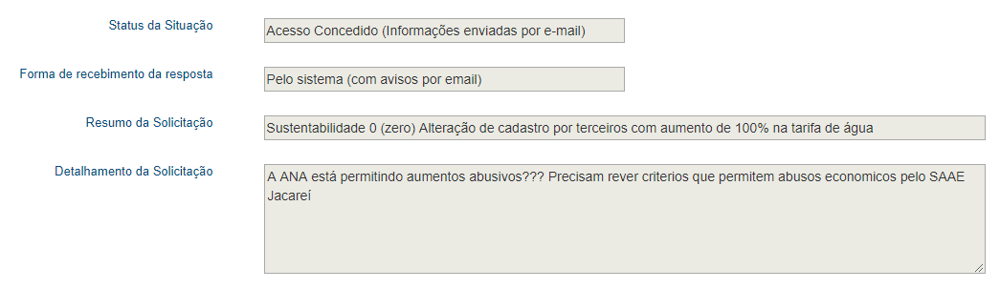 Status da Situação
Acesso Concedido (Informações enviadas por e-mail)
Forma de recebimento da resposta
Pelo sistema (com avisos por email)
Resumo da Solicitação
Sustentabilidade 0 (zero) Alteração de cadastro por terceiros com aumento de 100% na tarifa de água
Detalhamento da Solicitação
A ANA está permitindo aumentos abusivos??? Precisam rever criterios que permitem abusos economicos pelo SAAE
Jacareí